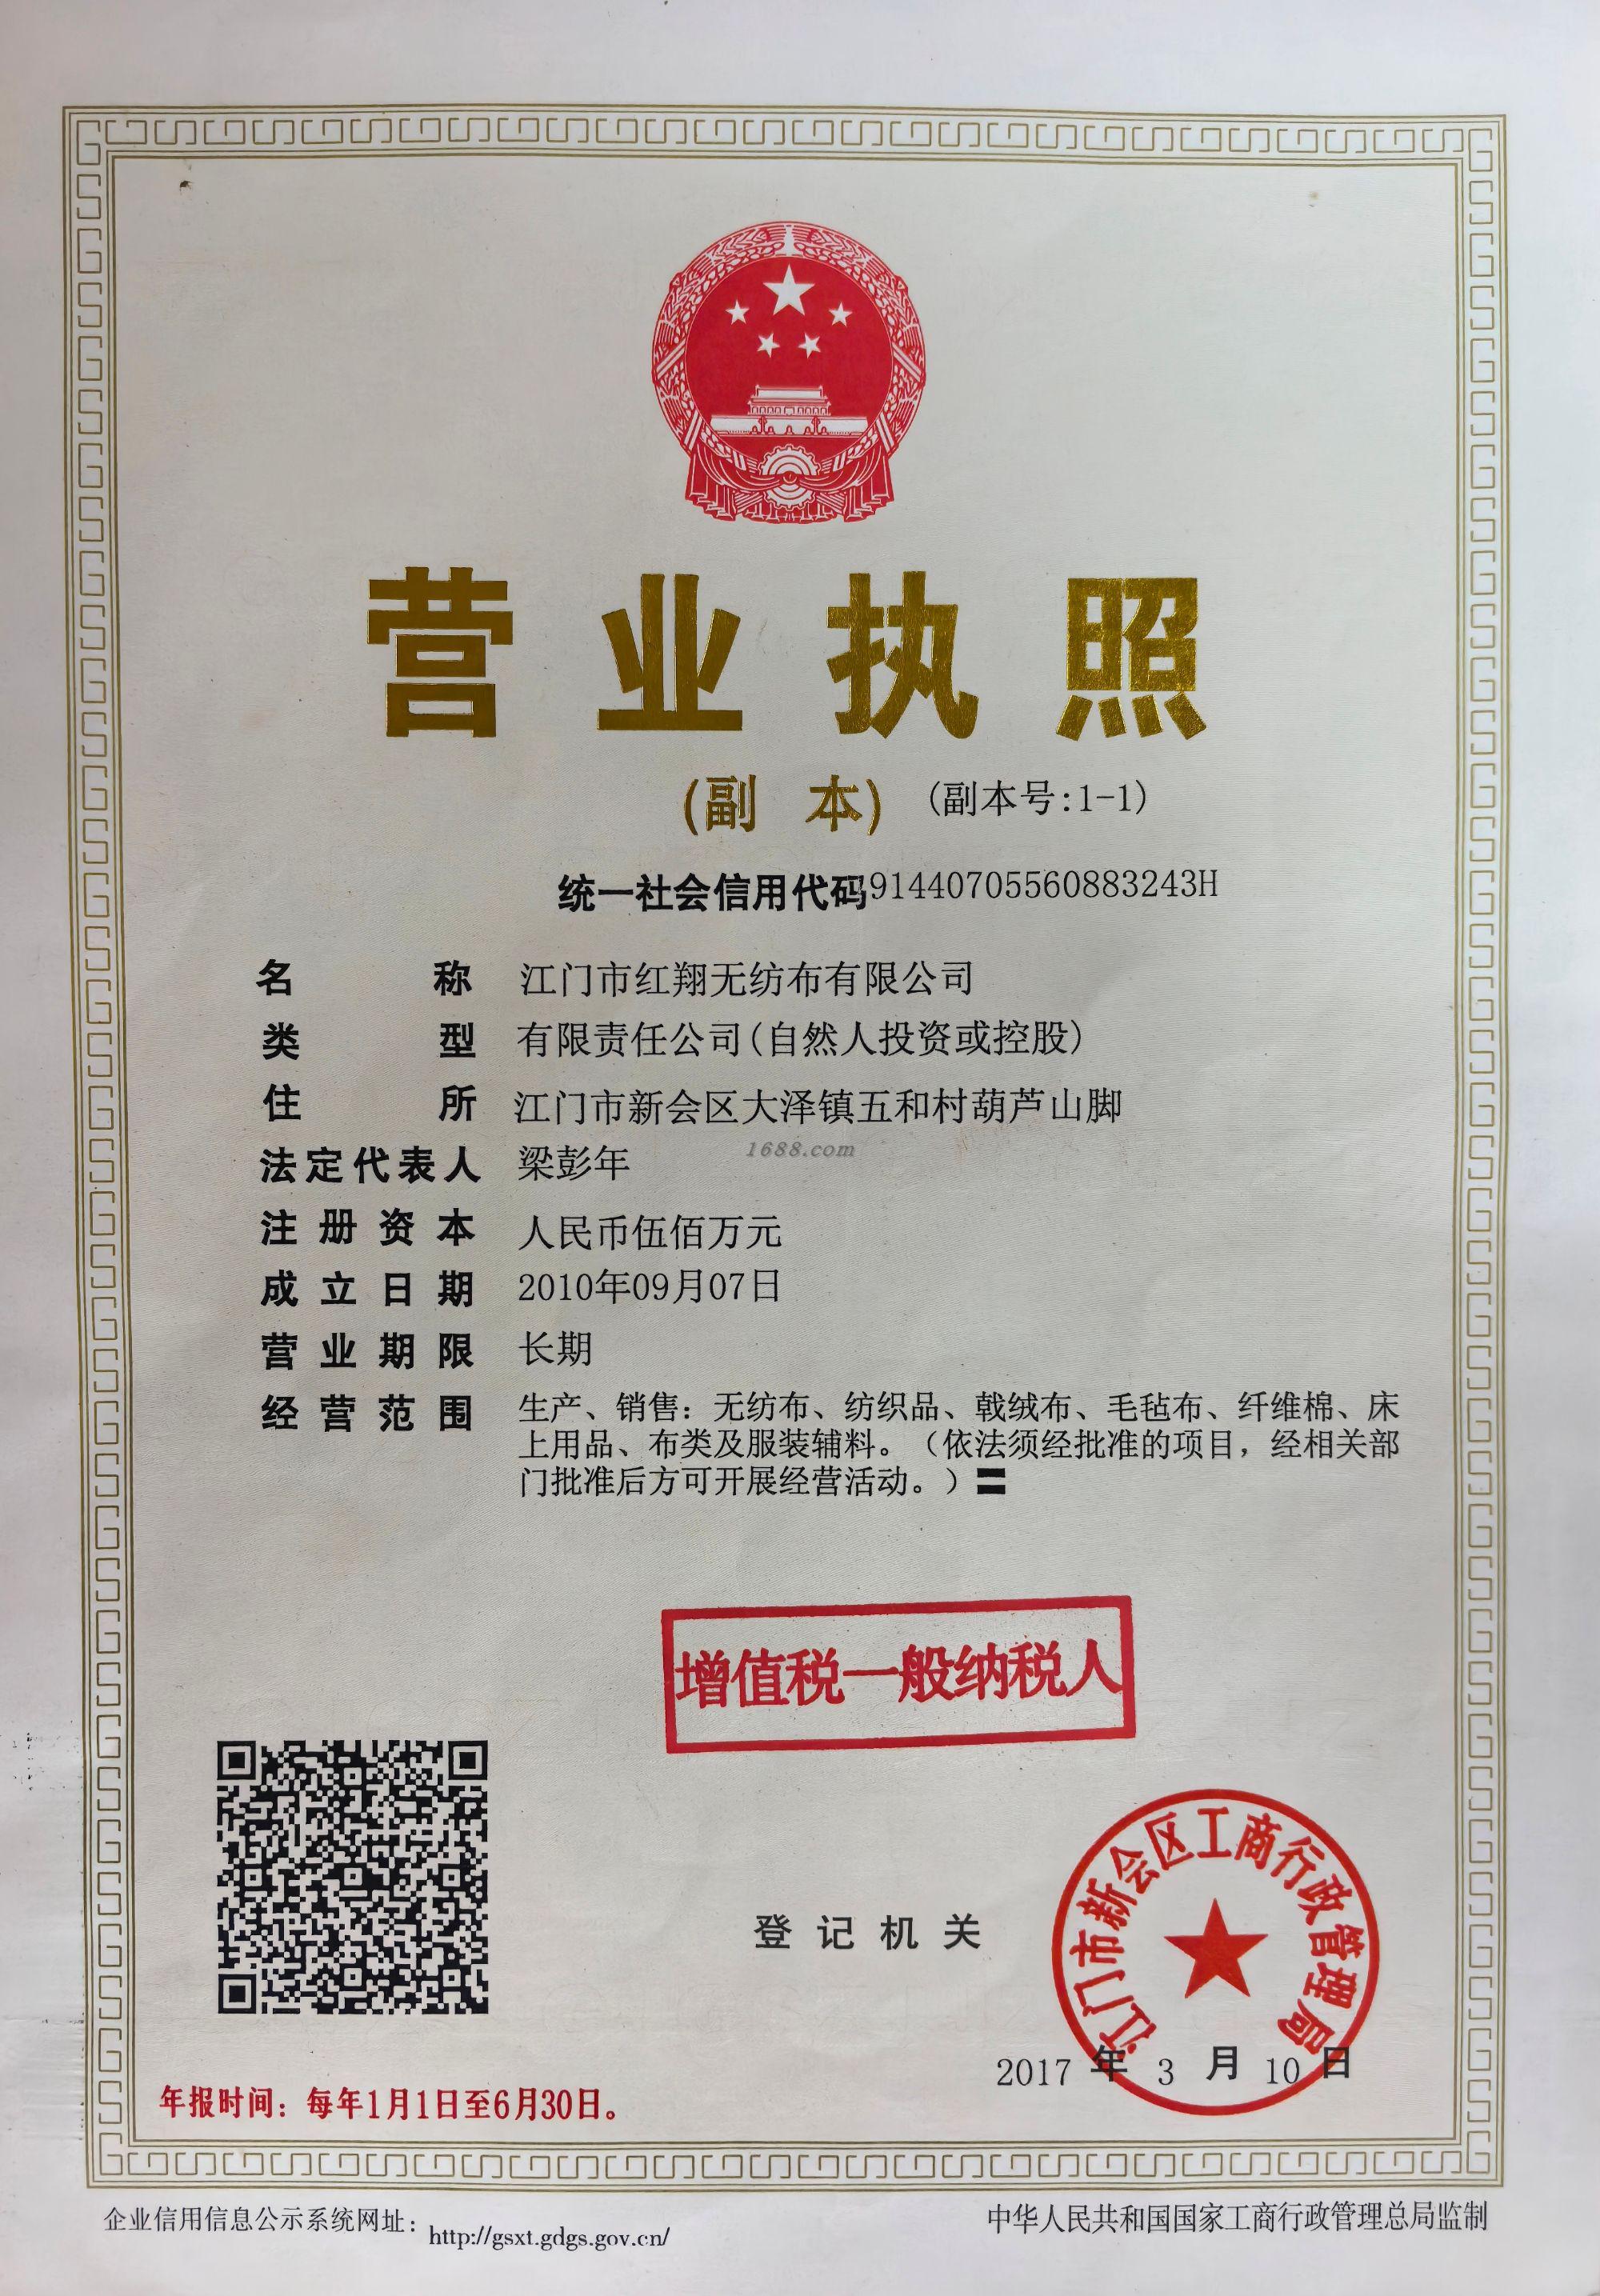 营业执照
(副 本) (副本号:1-1)
统一社会信用代码91440705560883243H
名称 江门市红翔无纺布有限公司
类型 有限责任公司(自然人投资或控股)
住所 江门市新会区大泽镇五和村葫芦山脚
1688.com
法定代表人 梁彭年
注册资本 人民币伍佰万元
成立日期 2010年09月07日
营业期限 长期
经营范围 生产、销售：无纺布、纺织品、戟绒布、毛毡布、纤维棉、床
上用品、布类及服装辅料。（依法须经批准的项目，经相关部
门批准后方可开展经营活动。）〓
增值税一般纳税人
江门市新会区工商行政管理局
登记机关
2017 年 3 月 10 日
年报时间：每年1月1日至6月30日。
企业信用信息公示系统网址：http://gsxt.gdgs.gov.cn/
中华人民共和国国家工商行政管理总局监制